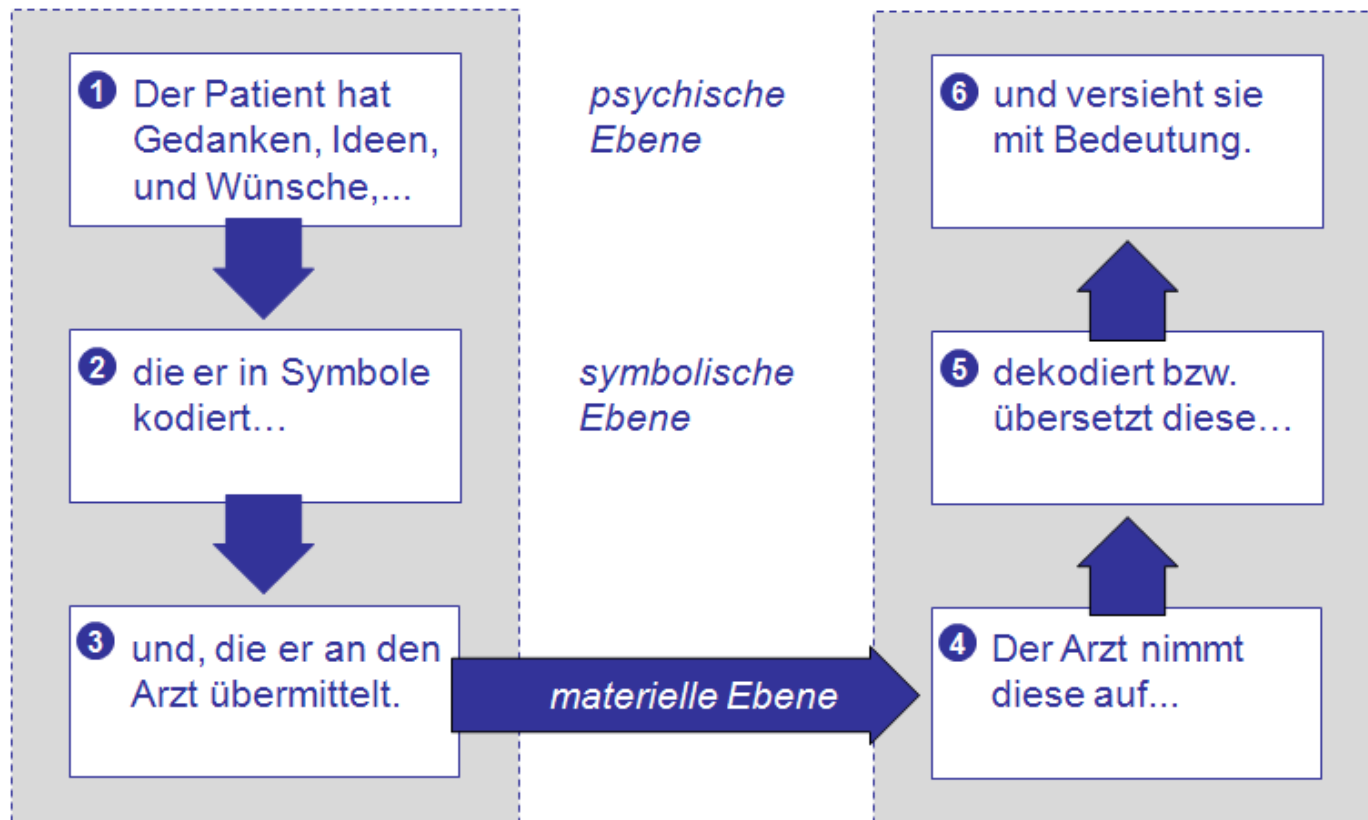 1 Der Patient hat
Gedanken, Ideen,
und Wünsche,...
2 die er in Symbole
kodiert...
3 und, die er an den
Arzt übermittelt.
psychische
Ebene
symbolische
Ebene
materielle Ebene
4 Der Arzt nimmt
diese auf...
5 dekodiert bzw.
übersetzt diese...
6 und versieht sie
mit Bedeutung.